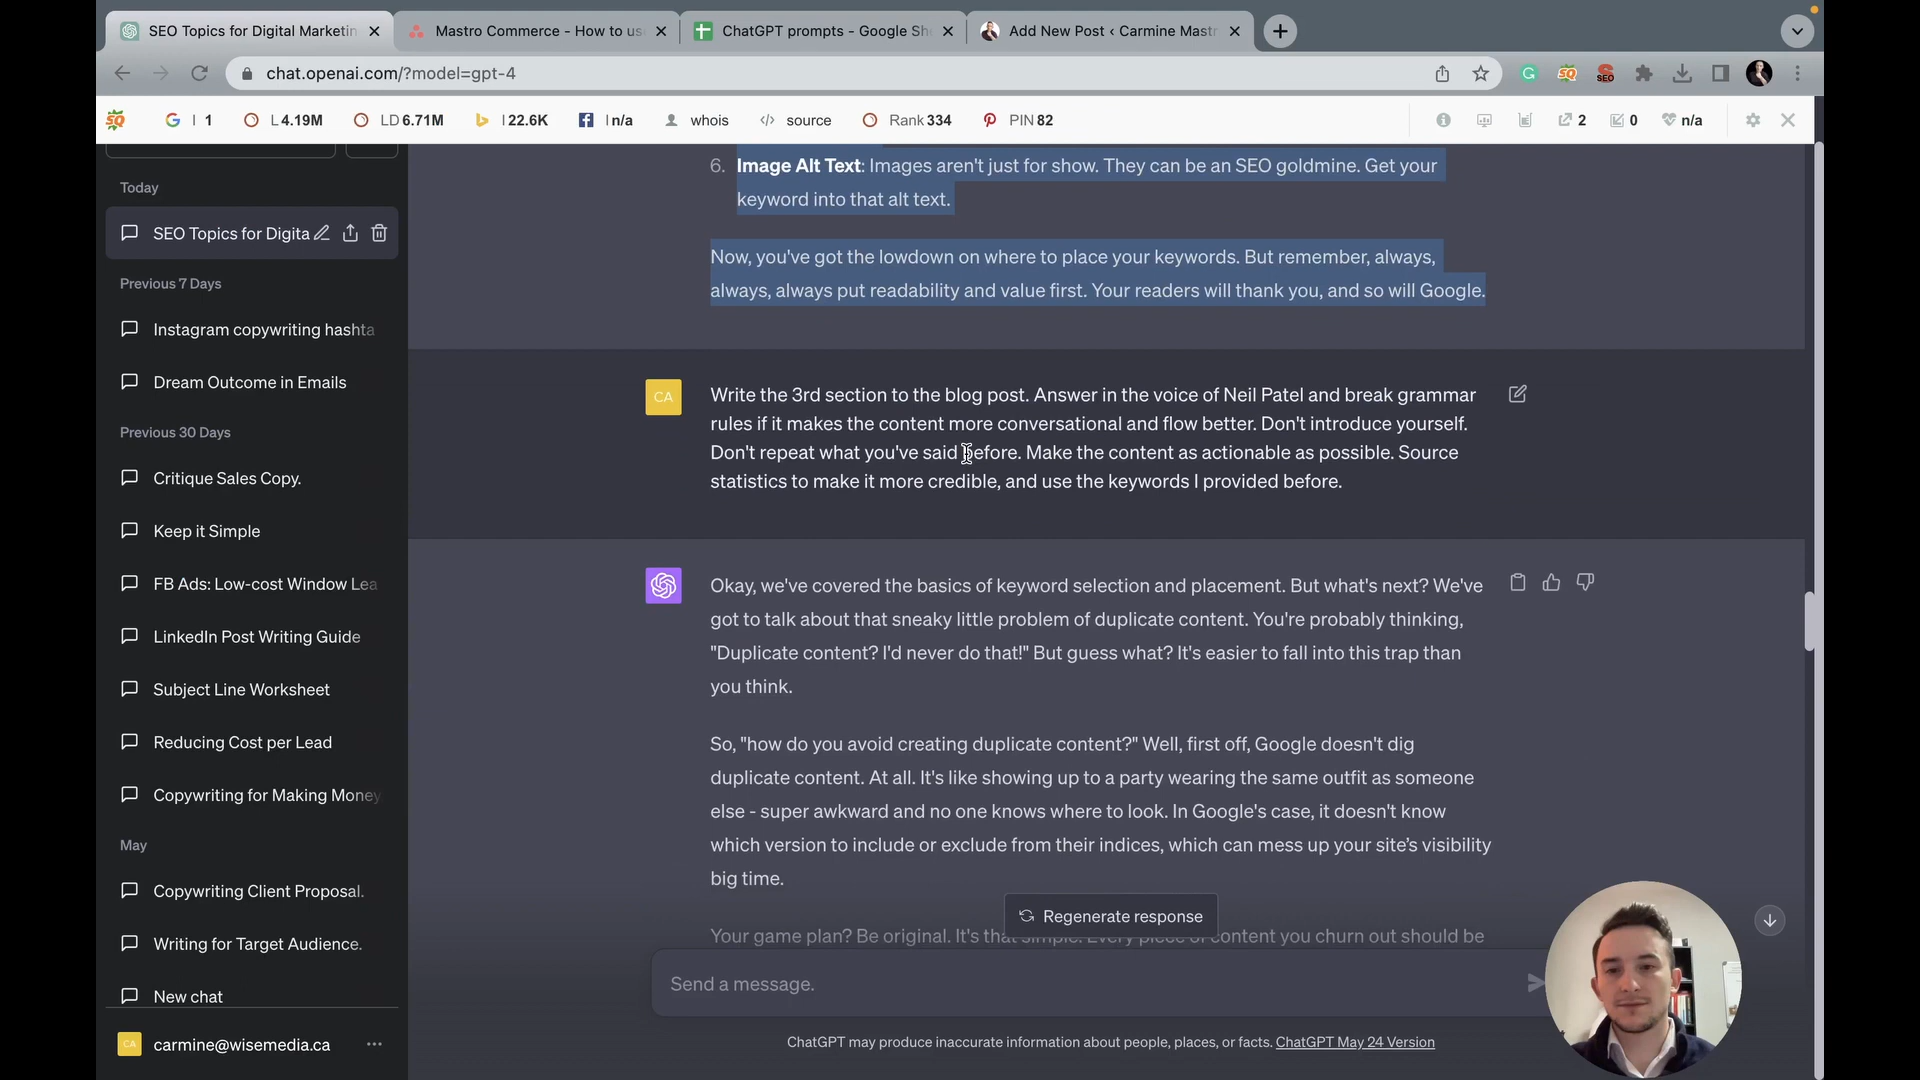 SEO Topics for Digital Marketin
Mastro Commerce - How to us
ChatGPT prompts - Google Sh
Add New Post ‹ Carmine Mastr
chat.openai.com/?model=gpt-4
I 1
L 4.19M
LD 6.71M
I 22.6K
I n/a
whois
source
Rank 334
PIN 82
2
0
n/a
Today
SEO Topics for Digita
Previous 7 Days
Instagram copywriting hashta
Dream Outcome in Emails
Previous 30 Days
Critique Sales Copy.
Keep it Simple
FB Ads: Low-cost Window Lea
LinkedIn Post Writing Guide
Subject Line Worksheet
Reducing Cost per Lead
Copywriting for Making Money
May
Copywriting Client Proposal.
Writing for Target Audience.
New chat
CA
carmine@wisemedia.ca
6. Image Alt Text: Images aren't just for show. They can be an SEO goldmine. Get your
keyword into that alt text.
Now, you've got the lowdown on where to place your keywords. But remember, always,
always, always put readability and value first. Your readers will thank you, and so will Google.
CA
Write the 3rd section to the blog post. Answer in the voice of Neil Patel and break grammar
rules if it makes the content more conversational and flow better. Don't introduce yourself.
Don't repeat what you've said before. Make the content as actionable as possible. Source
statistics to make it more credible, and use the keywords I provided before.
Okay, we've covered the basics of keyword selection and placement. But what's next? We've
got to talk about that sneaky little problem of duplicate content. You're probably thinking,
"Duplicate content? I'd never do that!" But guess what? It's easier to fall into this trap than
you think.
So, "how do you avoid creating duplicate content?" Well, first off, Google doesn't dig
duplicate content. At all. It's like showing up to a party wearing the same outfit as someone
else - super awkward and no one knows where to look. In Google's case, it doesn't know
which version to include or exclude from their indices, which can mess up your site's visibility
big time.
Your game plan? Be original. It's that simple. Every piece of content you churn out should be
Regenerate response
Send a message.
ChatGPT may produce inaccurate information about people, places, or facts. ChatGPT May 24 Version